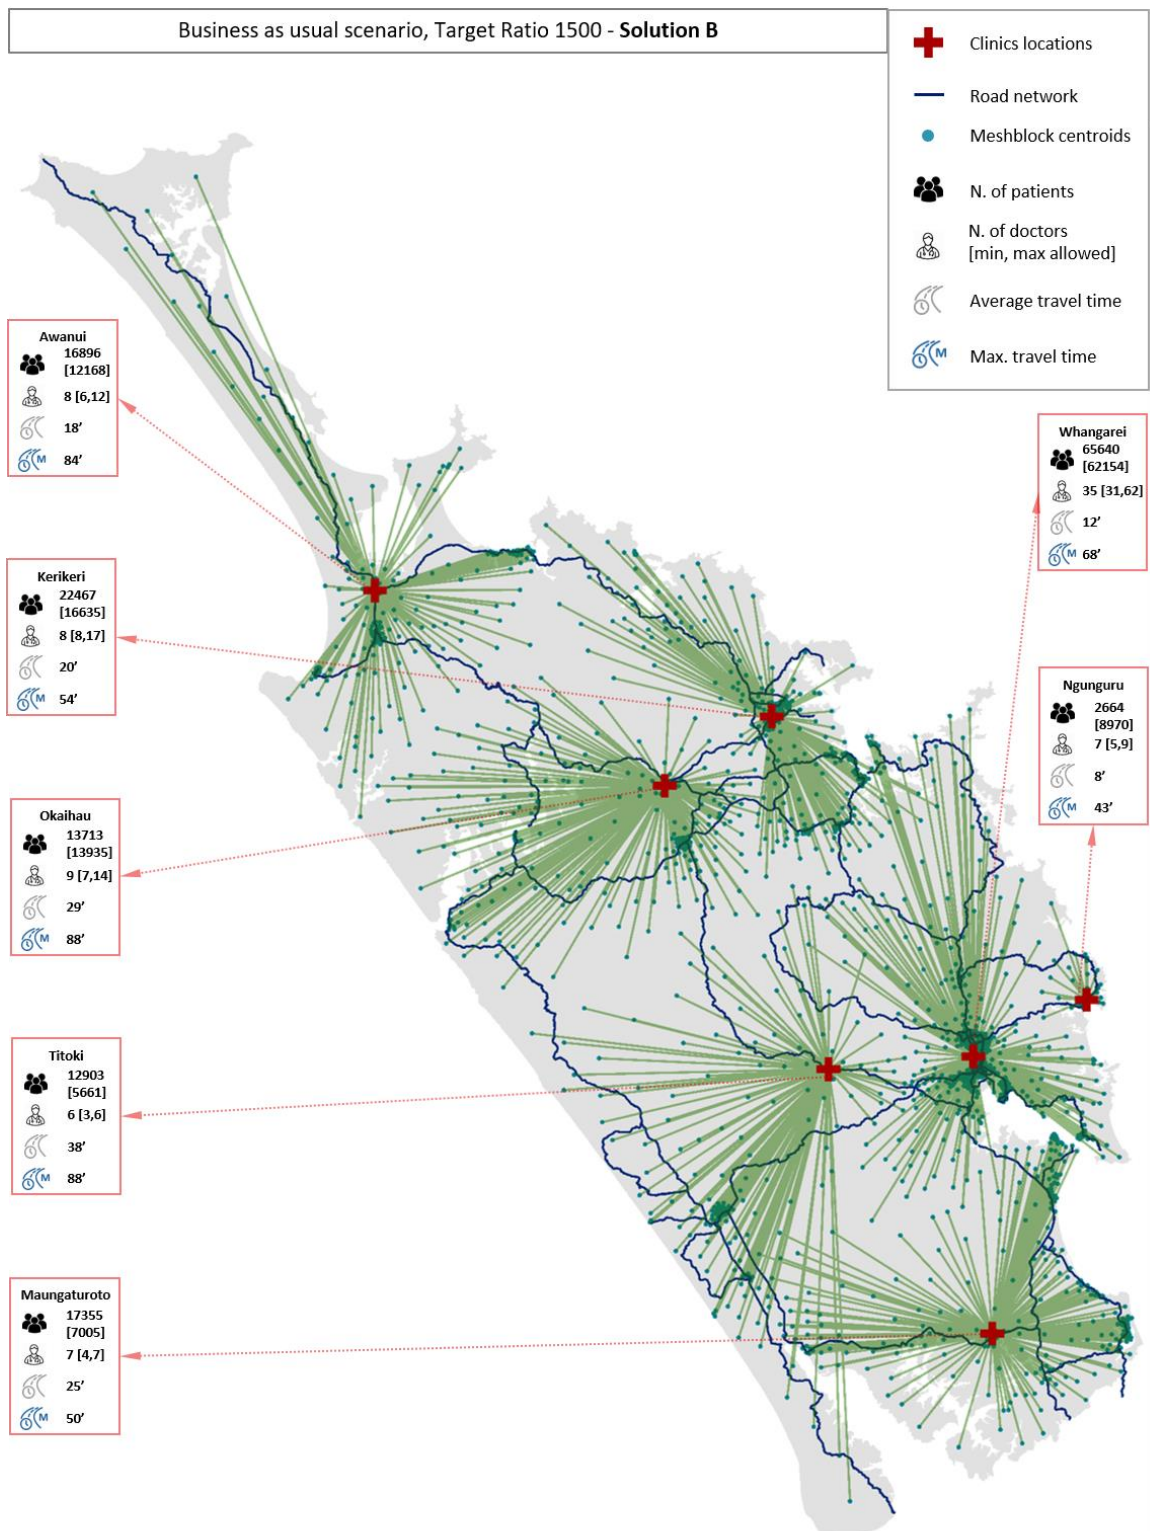 Business as usual scenario, Target Ratio 1500 - Solution B
Clinics locations
Road network
Meshblock centroids
N. of patients
N. of doctors
[min, max allowed]
Average travel time
M
Max. travel time
Awanui
16896
[12168]
8 [6,12]
18’
M
84’
Kerikeri
22467
[16635]
8 [8,17]
20’
M
54’
Okaihau
13713
[13935]
9 [7,14]
29’
M
88’
Titoki
12903
[5661]
6 [3,6]
38’
M
88’
Maungaturoto
17355
[7005]
7 [4,7]
25’
M
50’
Whangarei
65640
[62154]
35 [31,62]
12’
M
68’
Ngunguru
2664
[8970]
7 [5,9]
8’
M
43’